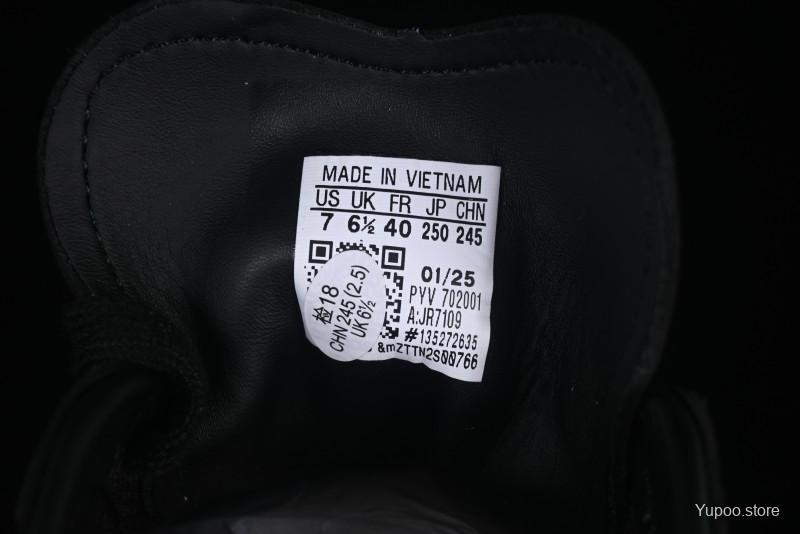 MADE IN VIETNAM
US UK FR JP CHN
7 6½ 40 250 245
01/25
PYV 702001
A:JR7109
#135272635
&mZTTN2S00766
检18
CHN 245 (2.5)
UK 6½
Yupoo.store